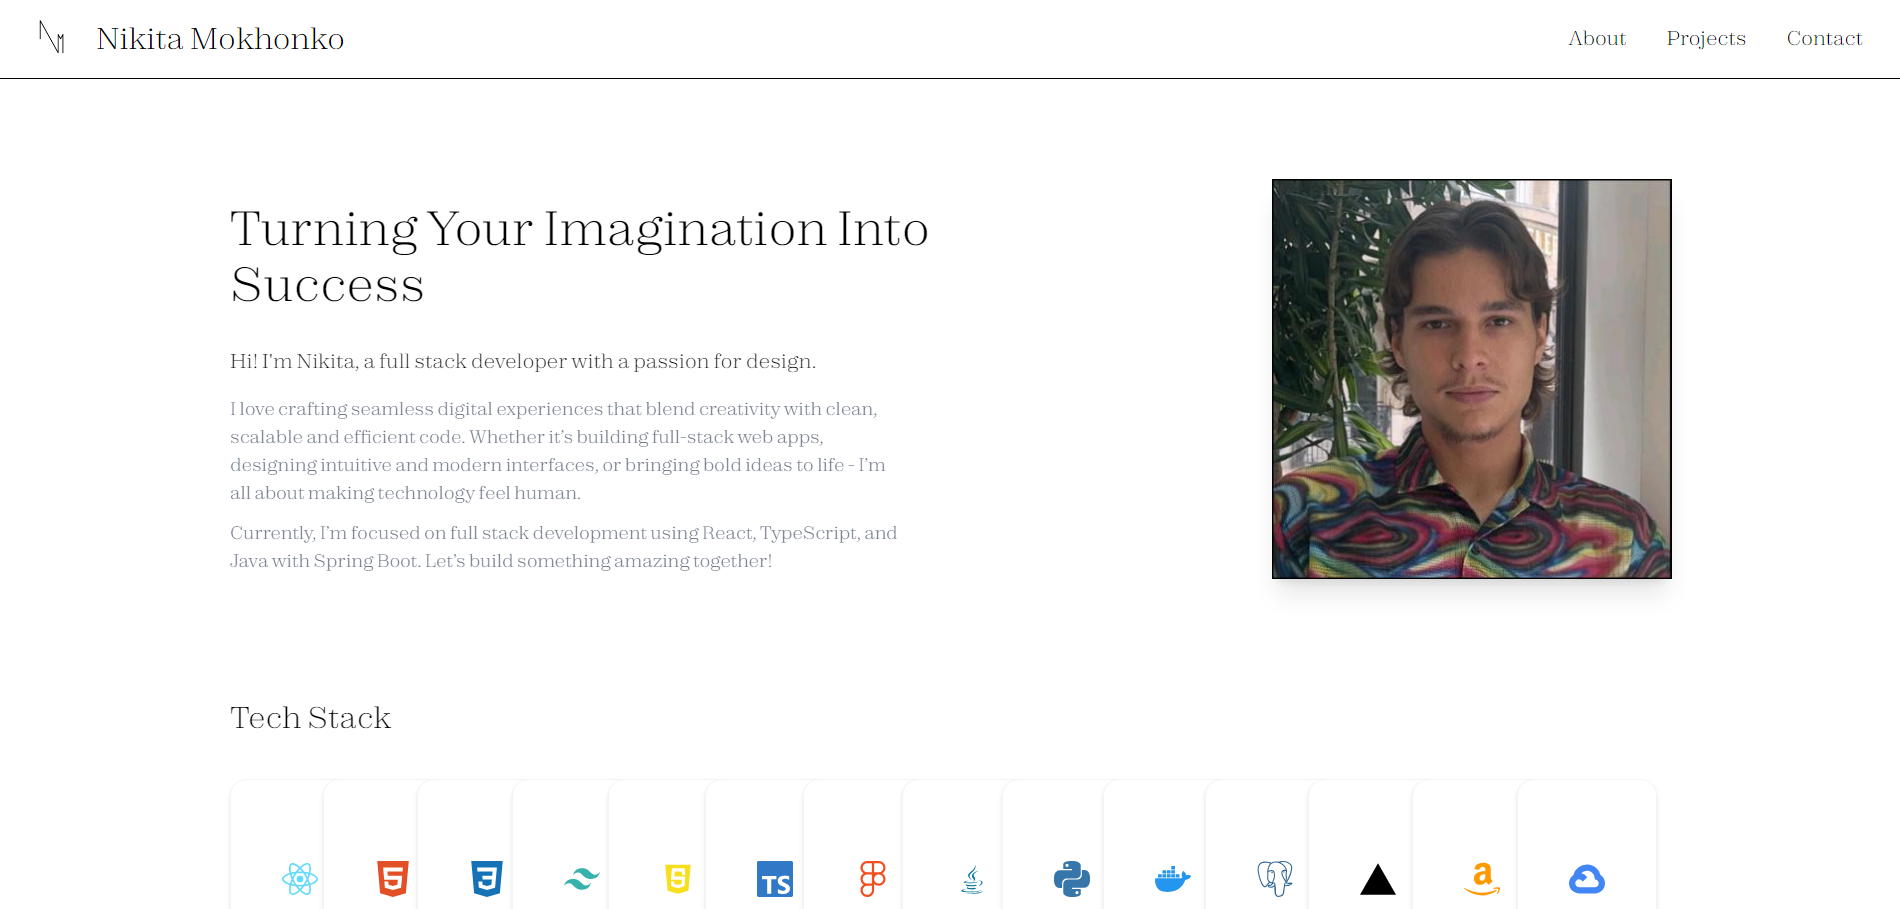 NM
Nikita Mokhonko
About
Projects
Contact
Turning Your Imagination Into
Success
Hi! I'm Nikita, a full stack developer with a passion for design.
I love crafting seamless digital experiences that blend creativity with clean,
scalable and efficient code. Whether it’s building full-stack web apps,
designing intuitive and modern interfaces, or bringing bold ideas to life - I’m
all about making technology feel human.
Currently, I’m focused on full stack development using React, TypeScript, and
Java with Spring Boot. Let’s build something amazing together!
Tech Stack
5
3
S
TS
a